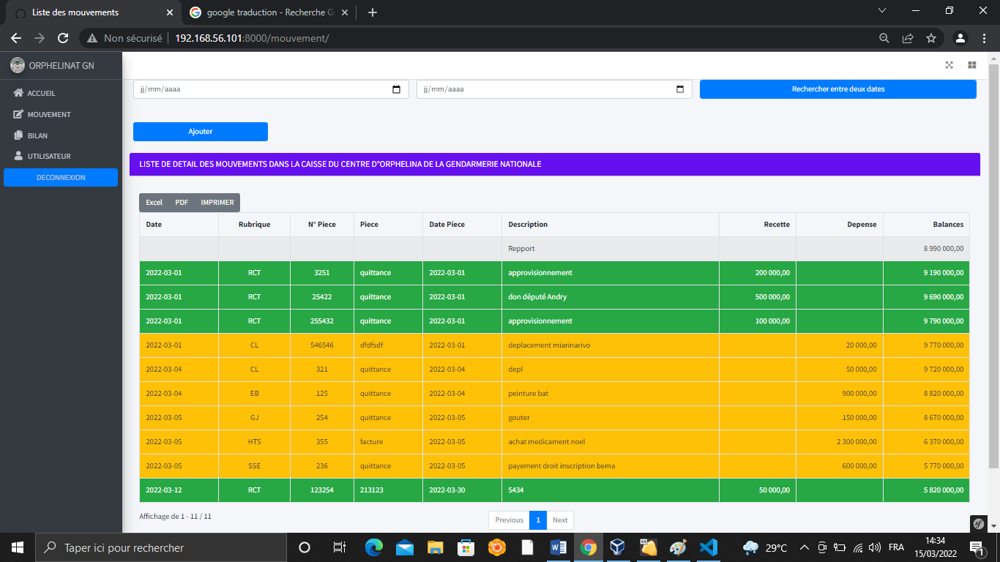 Liste des mouvements
google traduction - Recherche G
Non sécurisé 192.168.56.101:8000/mouvement/
ORPHELINAT GN
ACCUEIL
MOUVEMENT
BILAN
UTILISATEUR
DECONNEXION
jj/mm/aaaa jj/mm/aaaa Rechercher entre deux dates
Ajouter
LISTE DE DETAIL DES MOUVEMENTS DANS LA CAISSE DU CENTRE D"ORPHELINA DE LA GENDARMERIE NATIONALE
Excel PDF IMPRIMER
Date Rubrique N° Piece Piece Date Piece Description Recette Depense Balances
Repport 8 990 000,00
2022-03-01 RCT 3251 quittance 2022-03-01 approvisionnement 200 000,00 9 190 000,00
2022-03-01 RCT 25422 quittance 2022-03-01 don député Andry 500 000,00 9 690 000,00
2022-03-01 RCT 255432 quittance 2022-03-01 approvisionnement 100 000,00 9 790 000,00
2022-03-01 CL 546546 dfdfsdf 2022-03-01 deplacement miarinarivo 20 000,00 9 770 000,00
2022-03-04 CL 321 quittance 2022-03-04 depl 50 000,00 9 720 000,00
2022-03-04 EB 125 quittance 2022-03-04 peinture bat 900 000,00 8 820 000,00
2022-03-05 GJ 254 quittance 2022-03-05 gouter 150 000,00 8 670 000,00
2022-03-05 HTS 355 facture 2022-03-05 achat medicament noel 2 300 000,00 6 370 000,00
2022-03-05 SSE 236 quittance 2022-03-05 payement droit inscription bema 600 000,00 5 770 000,00
2022-03-12 RCT 123254 213123 2022-03-30 5434 50 000,00 5 820 000,00
Affichage de 1 - 11 / 11
Previous 1 Next
Taper ici pour rechercher
29°C
FRA
14:34
15/03/2022
1